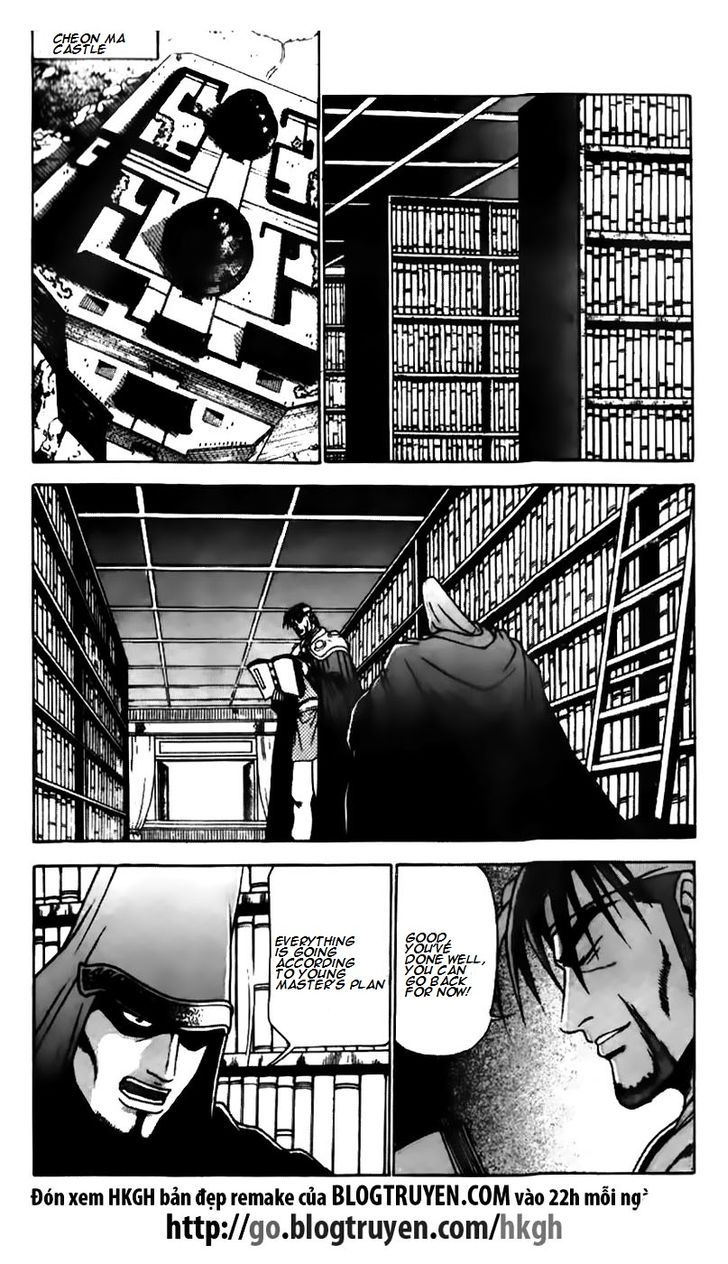 CHEON MA
CASTLE
EVERYTHING
IS GOING
ACCORDING
TO YOUNG
MASTER'S PLAN
GOOD
YOU'VE
DONE WELL,
YOU CAN
GO BACK
FOR NOW!
Đón xem HKGH bản đẹp remake của BLOGTRUYEN.COM vào 22h mỗi
http://go.blogtruyen.com/hkgh